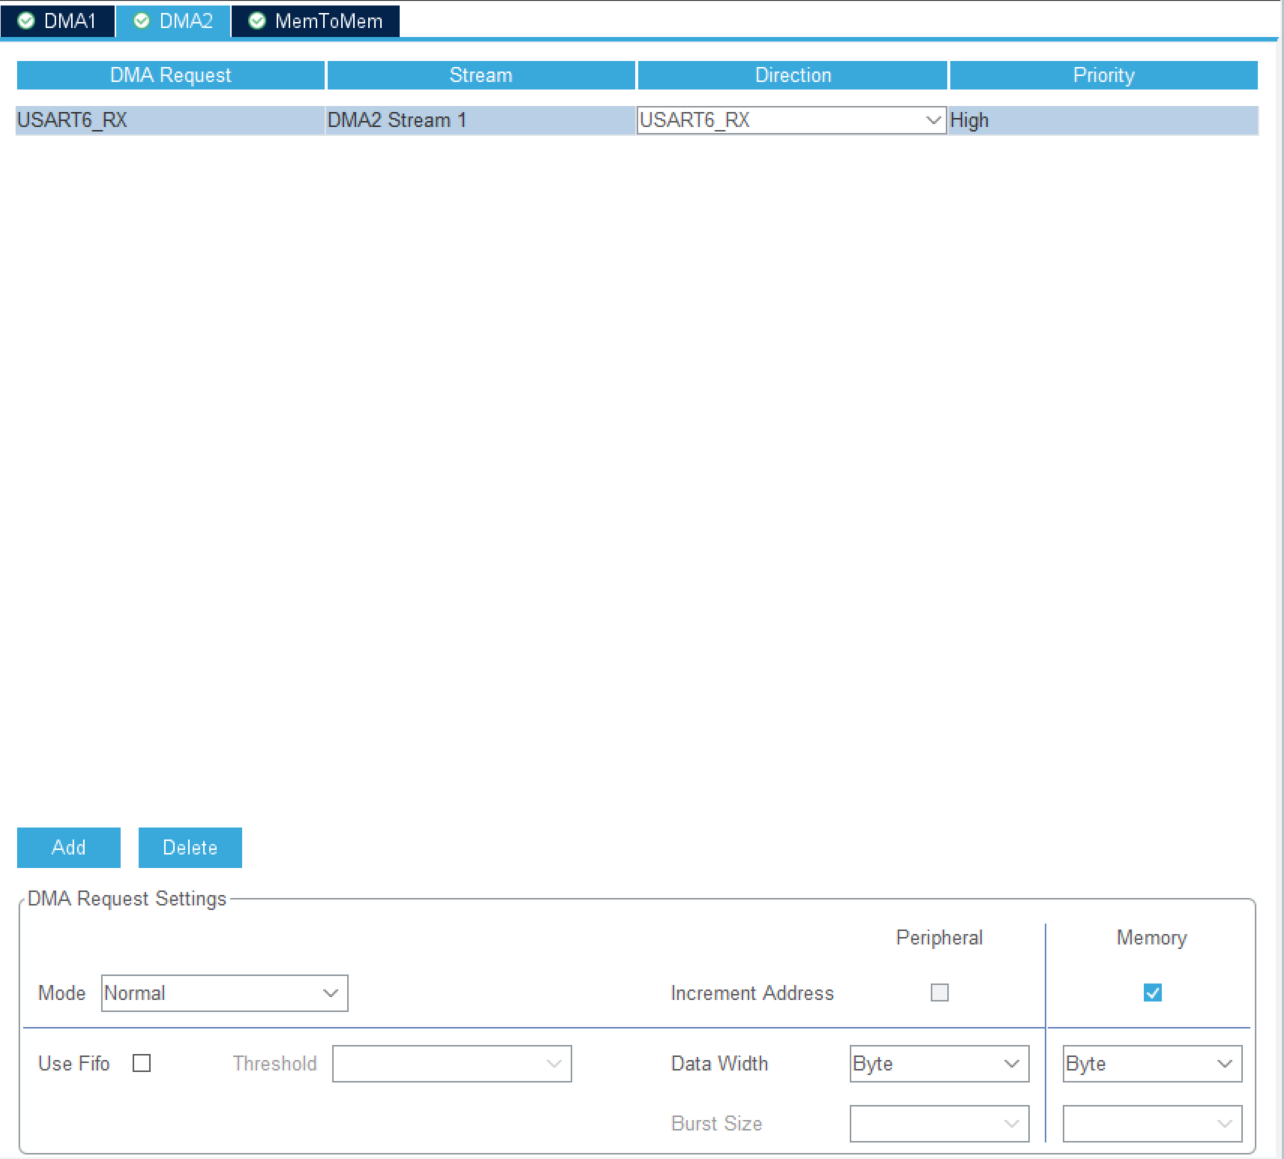 DMA1 DMA2 MemToMem
DMA Request Stream Direction Priority
USART6_RX DMA2 Stream 1 USART6_RX High
Add Delete
DMA Request Settings
Peripheral Memory
Mode Normal Increment Address
Use Fifo Threshold Data Width Byte Byte
Burst Size